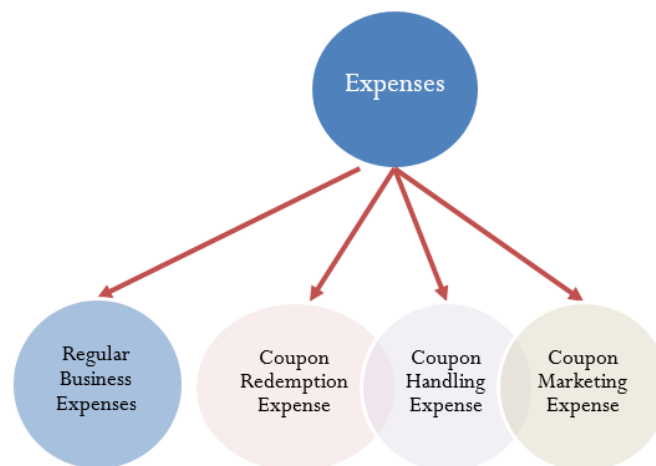 Expenses
Regular
Business
Expenses
Coupon
Redemption
Expense
Coupon
Handling
Expense
Coupon
Marketing
Expense